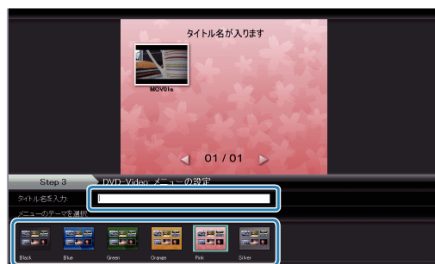 タイトル名が入ります
MOV01a
01 / 01
Step 3
DVD-Video メニューの設定
タイトル名を入力
メニューのテーマを選択
Black Blue Green Orange Pink Silver